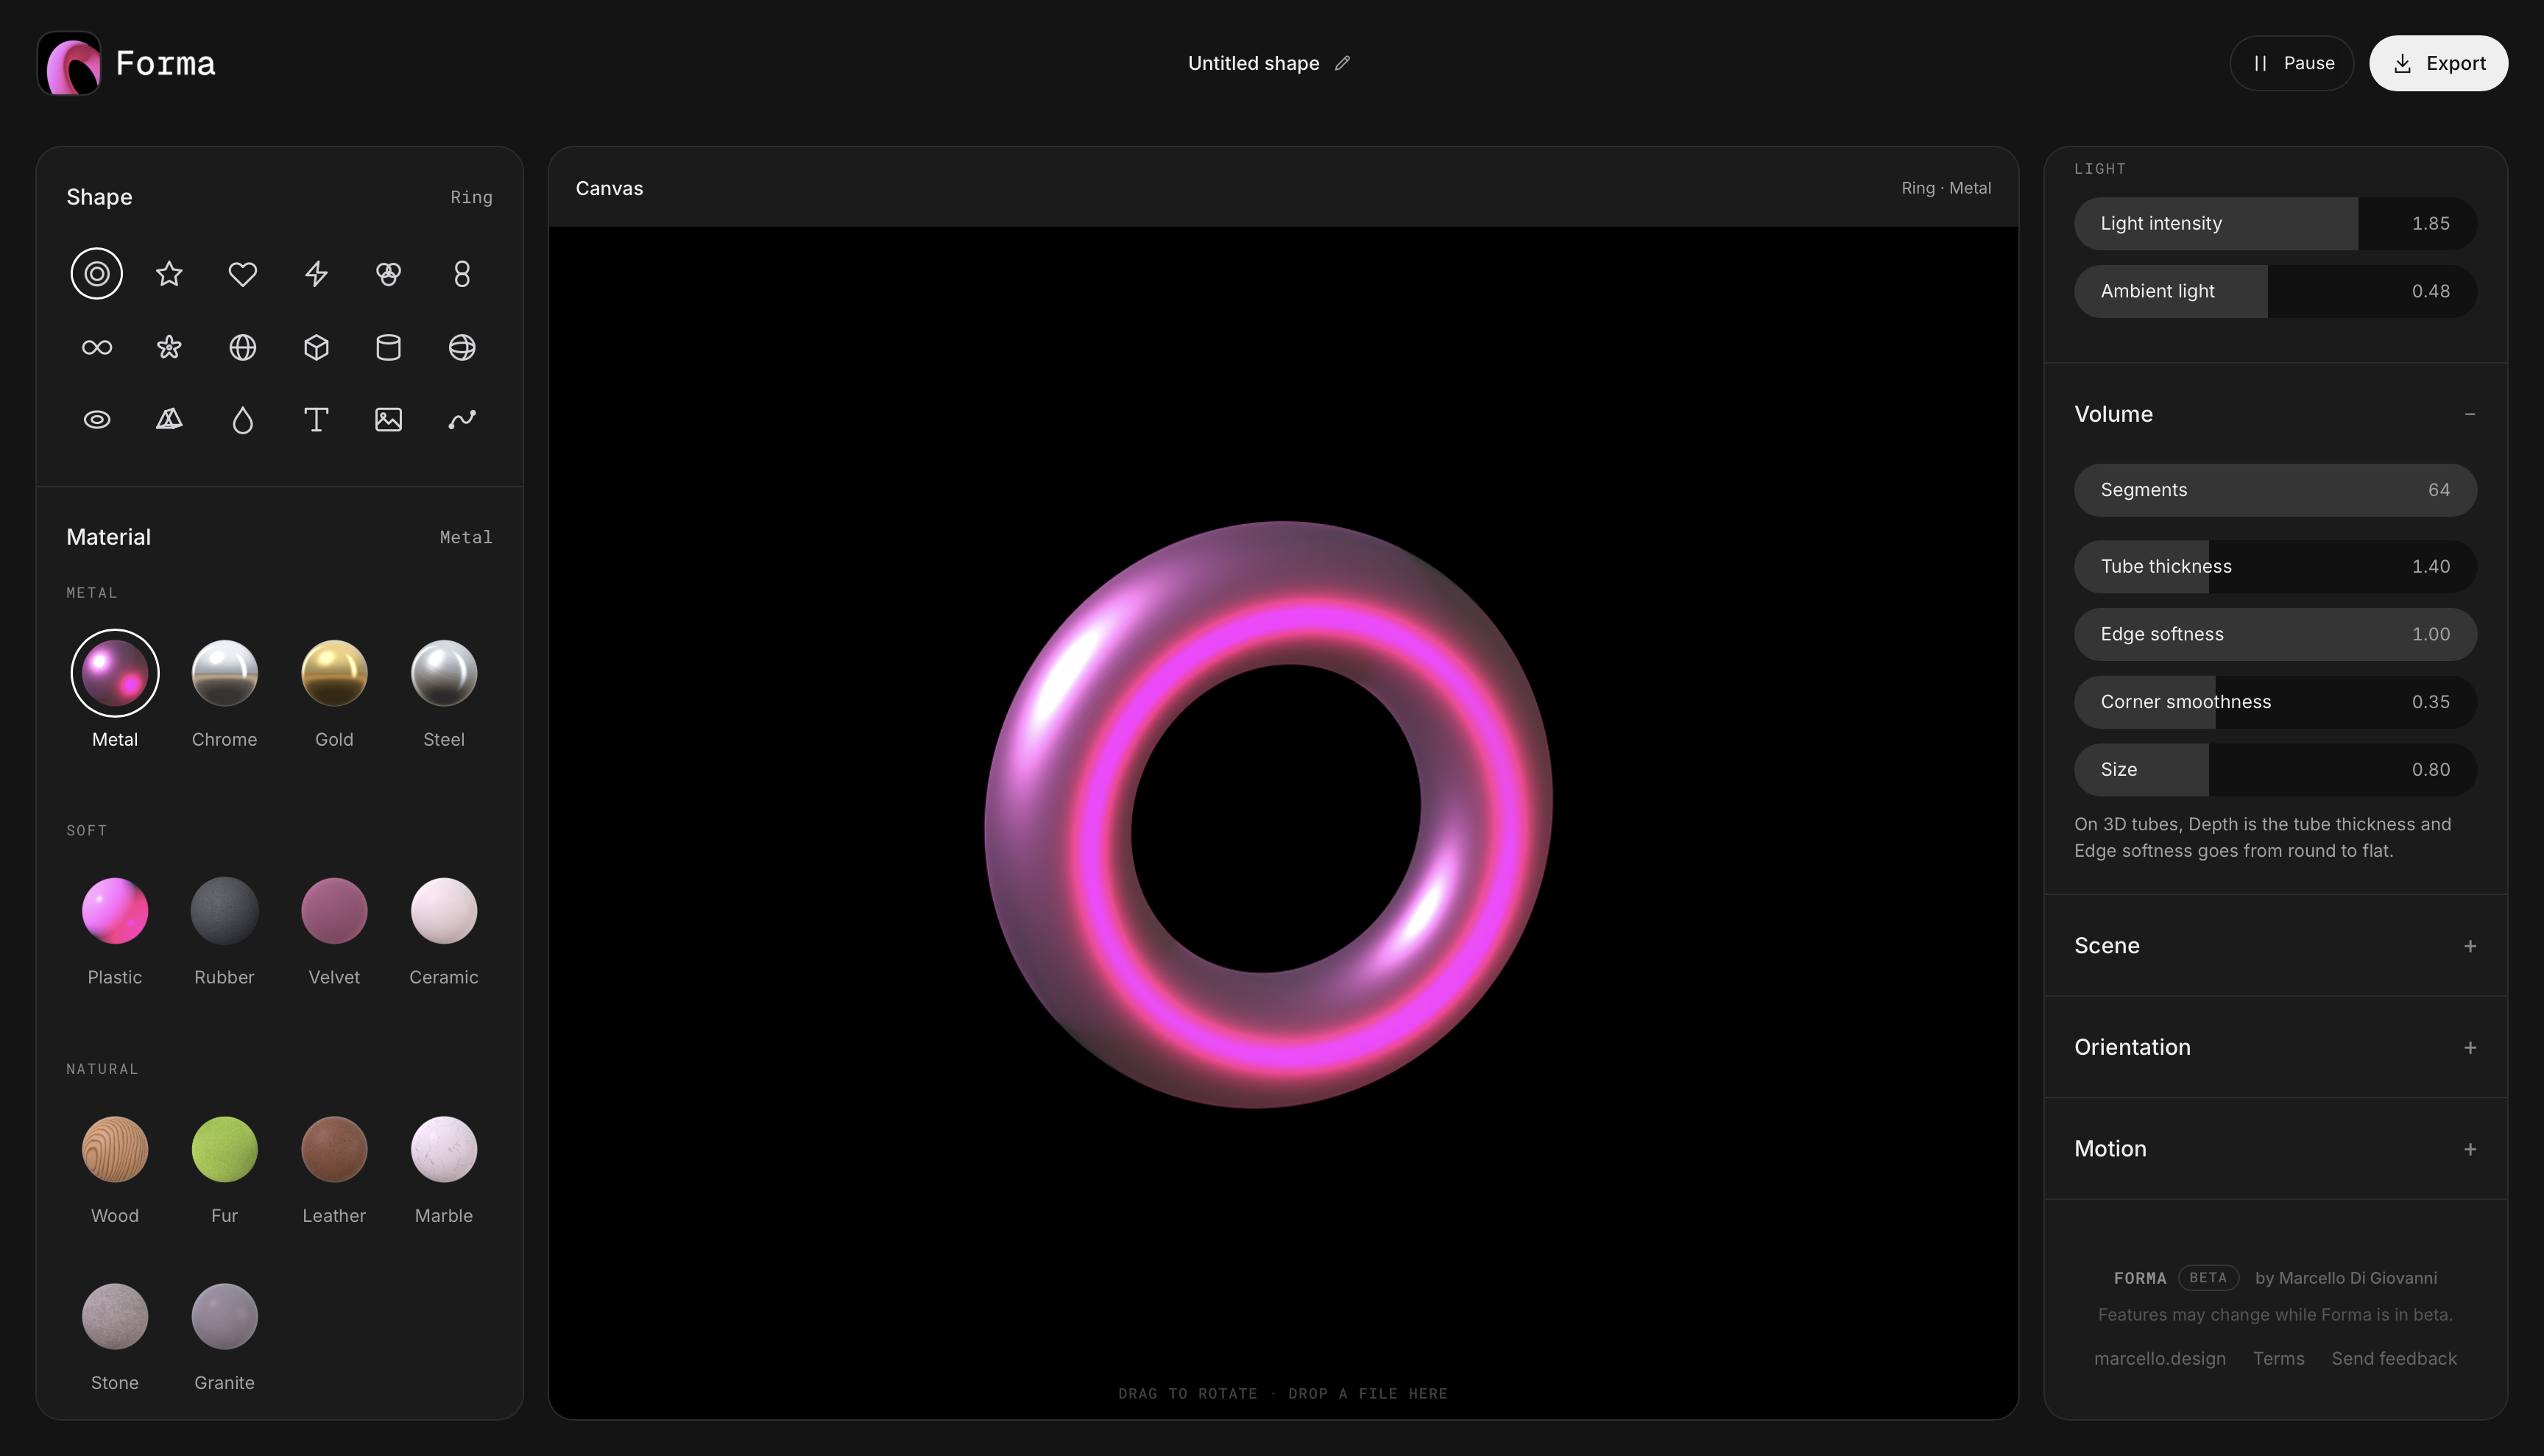 Forma
Untitled shape
Pause
Export
Shape
Ring
Material
Metal
METAL
Metal
Chrome
Gold
Steel
SOFT
Plastic
Rubber
Velvet
Ceramic
NATURAL
Wood
Fur
Leather
Marble
Stone
Granite
Canvas
Ring · Metal
DRAG TO ROTATE · DROP A FILE HERE
LIGHT
Light intensity 1.85
Ambient light 0.48
Volume
Segments 64
Tube thickness 1.40
Edge softness 1.00
Corner smoothness 0.35
Size 0.80
On 3D tubes, Depth is the tube thickness and
Edge softness goes from round to flat.
Scene
Orientation
Motion
FORMA BETA by Marcello Di Giovanni
Features may change while Forma is in beta.
marcello.design Terms Send feedback